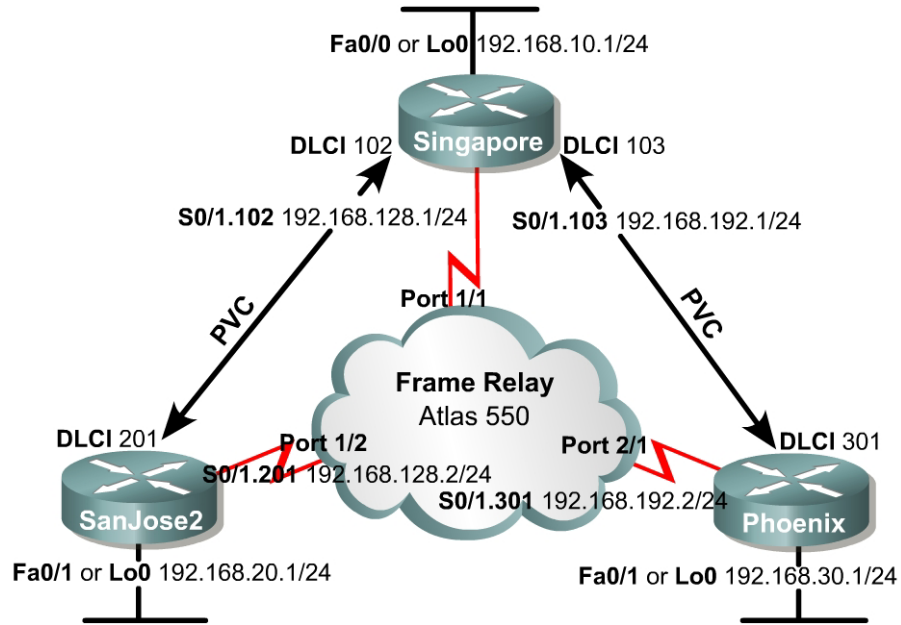 Fa0/0 or Lo0 192.168.10.1/24
Singapore
DLCI 102
DLCI 103
S0/1.102 192.168.128.1/24
S0/1.103 192.168.192.1/24
PVC
PVC
Port 1/1
Frame Relay
Atlas 550
DLCI 201
Port 1/2
Port 2/1
DLCI 301
S0/1.201 192.168.128.2/24
S0/1.301 192.168.192.2/24
SanJose2
Phoenix
Fa0/1 or Lo0 192.168.20.1/24
Fa0/1 or Lo0 192.168.30.1/24